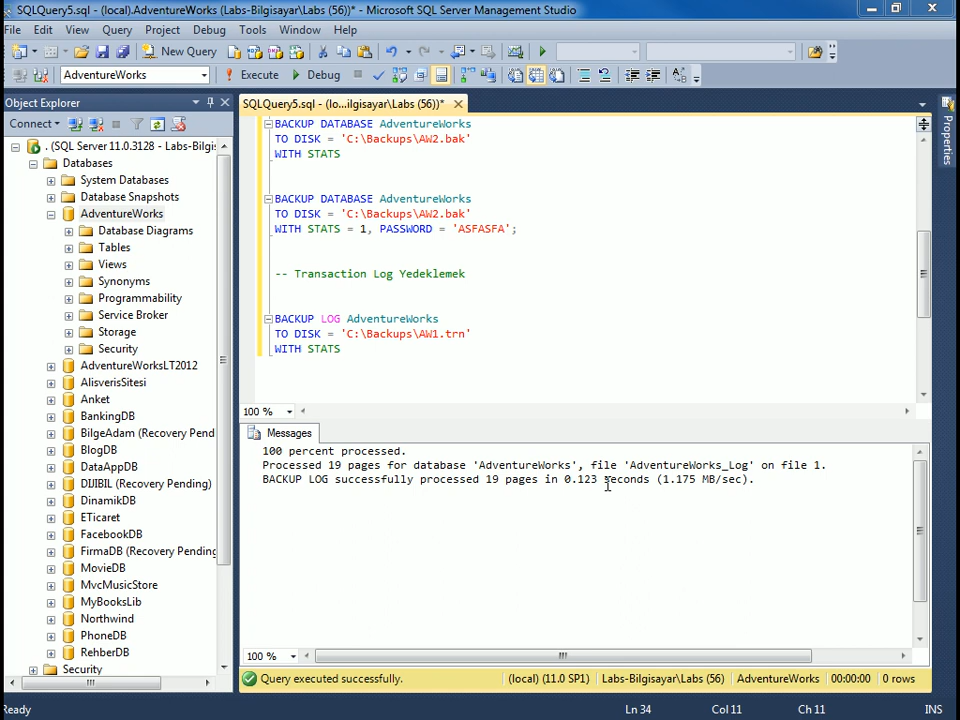 SQLQuery5.sql - (local).AdventureWorks (Labs-Bilgisayar\Labs (56))* - Microsoft SQL Server Management Studio
File Edit View Query Project Debug Tools Window Help
New Query
AdventureWorks Execute Debug
Object Explorer
Connect
. (SQL Server 11.0.3128 - Labs-Bilgis
Databases
System Databases
Database Snapshots
AdventureWorks
Database Diagrams
Tables
Views
Synonyms
Programmability
Service Broker
Storage
Security
AdventureWorksLT2012
AlisverisSitesi
Anket
BankingDB
BilgeAdam (Recovery Pend
BlogDB
DataAppDB
DIJIBIL (Recovery Pending)
DinamikDB
ETicaret
FacebookDB
FirmaDB (Recovery Pending
MovieDB
MvcMusicStore
MyBooksLib
Northwind
PhoneDB
RehberDB
Security
SQLQuery5.sql - (lo...ilgisayar\Labs (56))*
BACKUP DATABASE AdventureWorks
TO DISK = 'C:\Backups\AW2.bak'
WITH STATS
BACKUP DATABASE AdventureWorks
TO DISK = 'C:\Backups\AW2.bak'
WITH STATS = 1, PASSWORD = 'ASFASFA';
-- Transaction Log Yedeklemek
BACKUP LOG AdventureWorks
TO DISK = 'C:\Backups\AW1.trn'
WITH STATS
100 %
Messages
100 percent processed.
Processed 19 pages for database 'AdventureWorks', file 'AdventureWorks_Log' on file 1.
BACKUP LOG successfully processed 19 pages in 0.123 seconds (1.175 MB/sec).
100 %
Query executed successfully. (local) (11.0 SP1) Labs-Bilgisayar\Labs (56) AdventureWorks 00:00:00 0 rows
Properties
Ready Ln 34 Col 11 Ch 11 INS